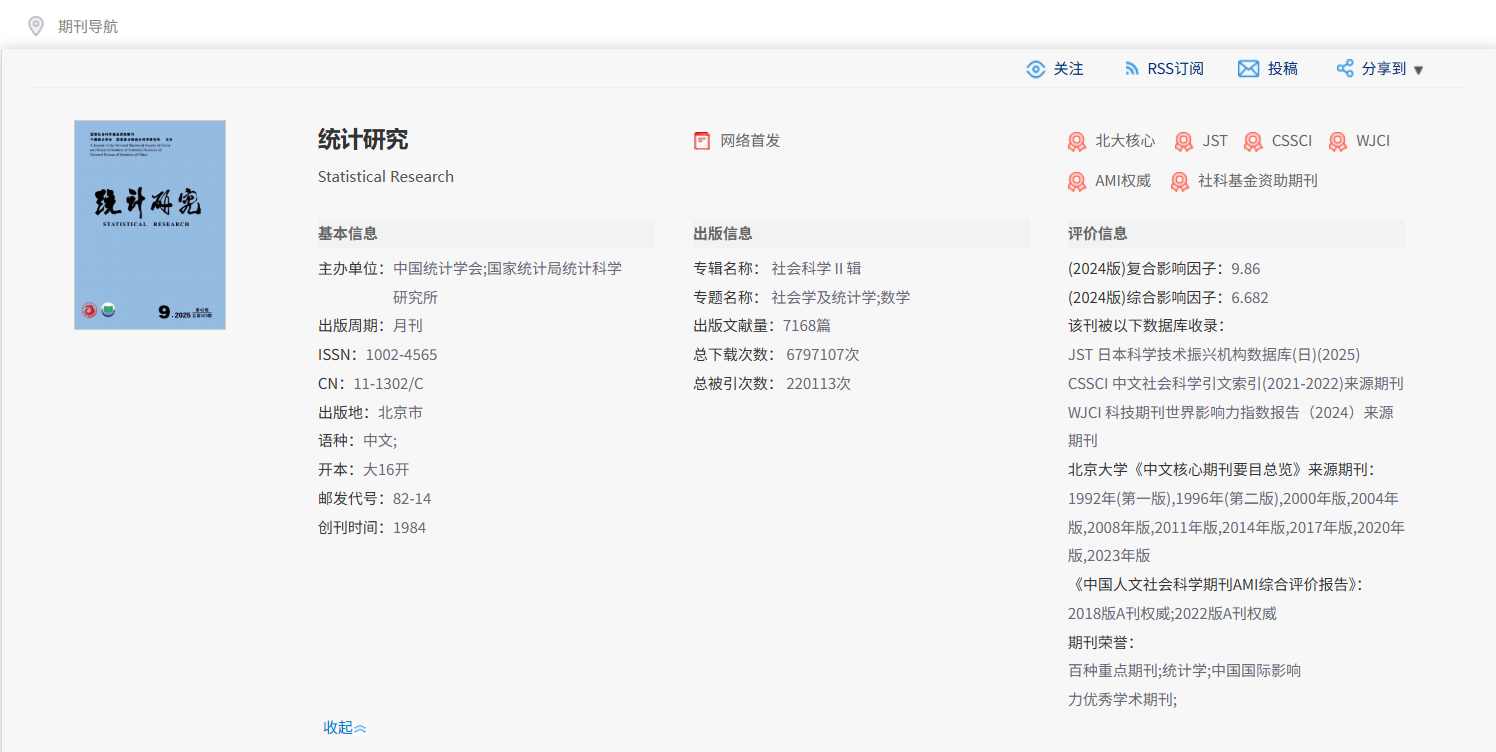 期刊导航
关注
RSS订阅
投稿
分享到
国家社会科学基金资助期刊
统计研究
STATISTICAL RESEARCH
9
2025
统计研究
Statistical Research
网络首发
北大核心
JST
CSSCI
WJCI
AMI权威
社科基金资助期刊
基本信息
主办单位：中国统计学会;国家统计局统计科学
研究所
出版周期：月刊
ISSN：1002-4565
CN：11-1302/C
出版地：北京市
语种：中文;
开本：大16开
邮发代号：82-14
创刊时间：1984
出版信息
专辑名称：社会科学Ⅱ辑
专题名称：社会学及统计学;数学
出版文献量：7168篇
总下载次数：6797107次
总被引次数：220113次
评价信息
(2024版)复合影响因子：9.86
(2024版)综合影响因子：6.682
该刊被以下数据库收录：
JST 日本科学技术振兴机构数据库(日)(2025)
CSSCI 中文社会科学引文索引(2021-2022)来源期刊
WJCI 科技期刊世界影响力指数报告（2024）来源
期刊
北京大学《中文核心期刊要目总览》来源期刊：
1992年(第一版),1996年(第二版),2000年版,2004年
版,2008年版,2011年版,2014年版,2017年版,2020年
版,2023年版
《中国人文社会科学期刊AMI综合评价报告》：
2018版A刊权威;2022版A刊权威
期刊荣誉：
百种重点期刊;统计学;中国国际影响
力优秀学术期刊;
收起